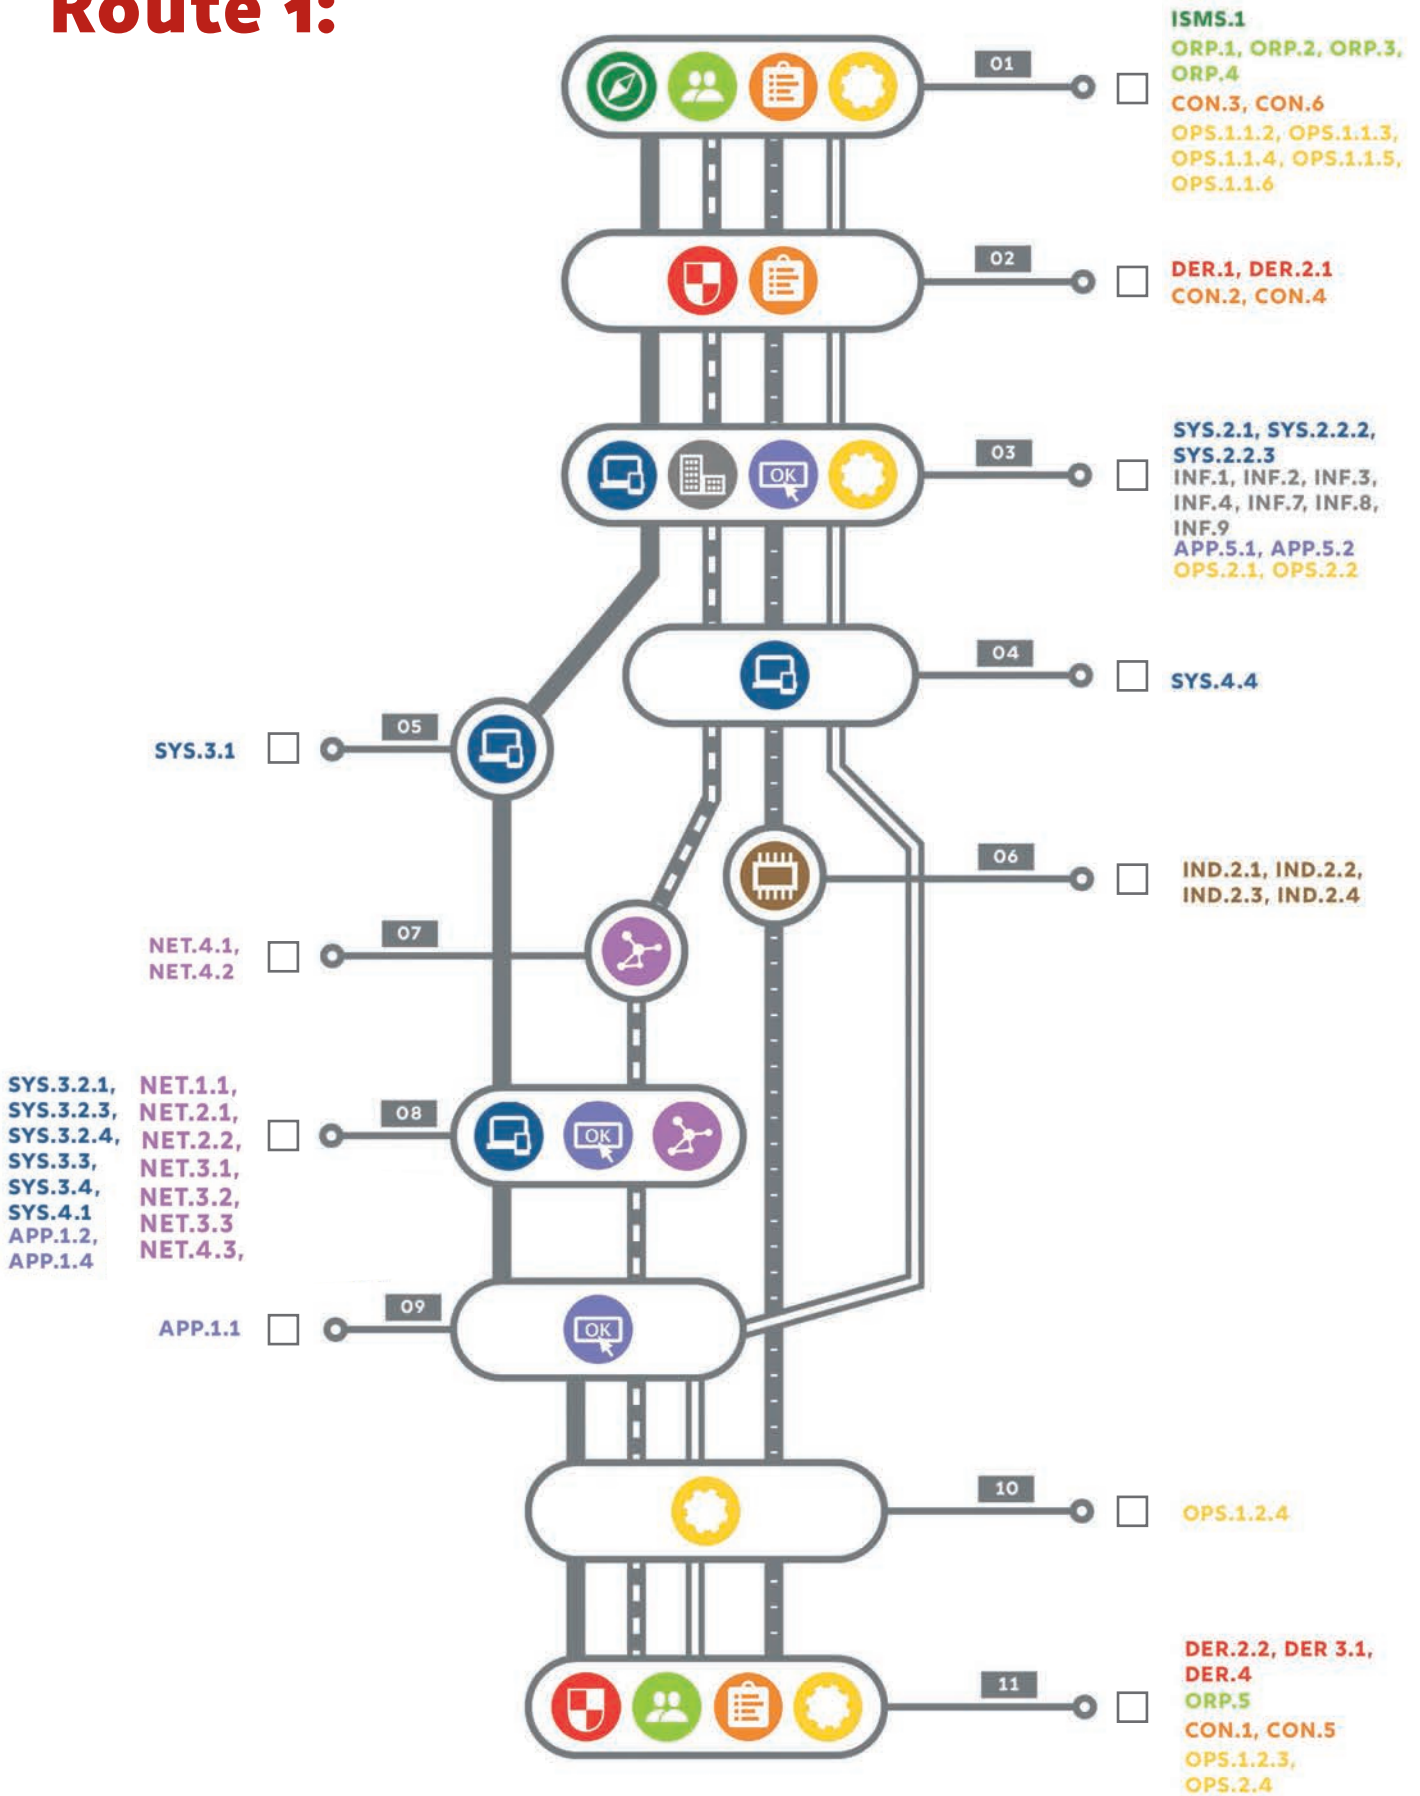 Route 1:
01
ISMS.1
ORP.1, ORP.2, ORP.3,
ORP.4
CON.3, CON.6
OPS.1.1.2, OPS.1.1.3,
OPS.1.1.4, OPS.1.1.5,
OPS.1.1.6
02
DER.1, DER.2.1
CON.2, CON.4
OK
03
SYS.2.1, SYS.2.2.2,
SYS.2.2.3
INF.1, INF.2, INF.3,
INF.4, INF.7, INF.8,
INF.9
APP.5.1, APP.5.2
OPS.2.1, OPS.2.2
04
SYS.4.4
05
SYS.3.1
06
IND.2.1, IND.2.2,
IND.2.3, IND.2.4
07
NET.4.1,
NET.4.2
08
SYS.3.2.1,
SYS.3.2.3,
SYS.3.2.4,
SYS.3.3,
SYS.3.4,
SYS.4.1
APP.1.2,
APP.1.4
NET.1.1,
NET.2.1,
NET.2.2,
NET.3.1,
NET.3.2,
NET.3.3
NET.4.3,
OK
09
APP.1.1
OK
10
OPS.1.2.4
11
DER.2.2, DER 3.1,
DER.4
ORP.5
CON.1, CON.5
OPS.1.2.3,
OPS.2.4